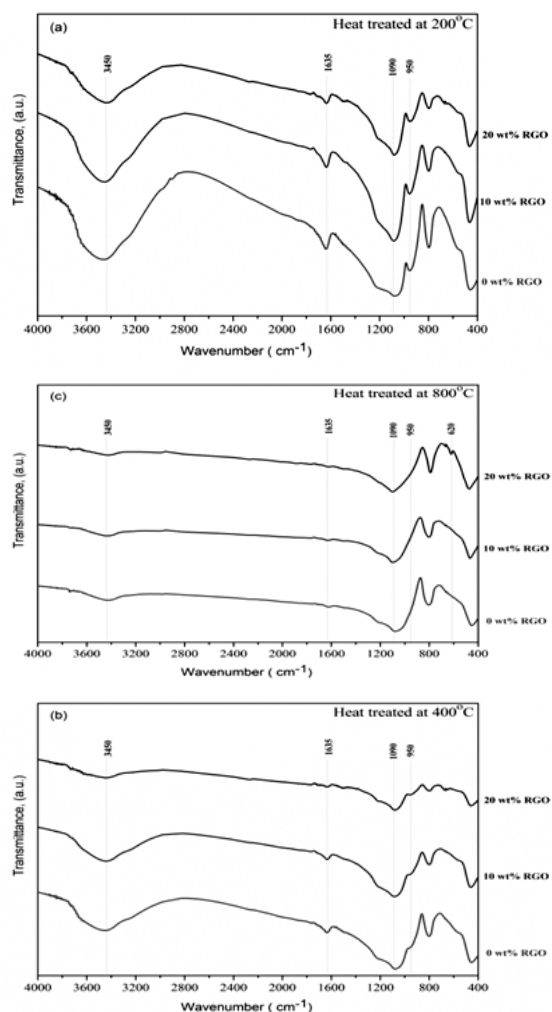 (a)
Heat treated at 200°C
3450
1635
1090
950
20 wt% RGO
10 wt% RGO
0 wt% RGO
Transmittance, (a.u.)
4000 3600 3200 2800 2400 2000 1600 1200 800 400
Wavenumber ( cm-1)
(c)
Heat treated at 800°C
3450
1635
1090
950
620
20 wt% RGO
10 wt% RGO
0 wt% RGO
Transmittance, (a.u.)
4000 3600 3200 2800 2400 2000 1600 1200 800 400
Wavenumber ( cm-1)
(b)
Heat treated at 400°C
3450
1635
1090
950
20 wt% RGO
10 wt% RGO
0 wt% RGO
Transmittance, (a.u.)
4000 3600 3200 2800 2400 2000 1600 1200 800 400
Wavenumber ( cm-1)